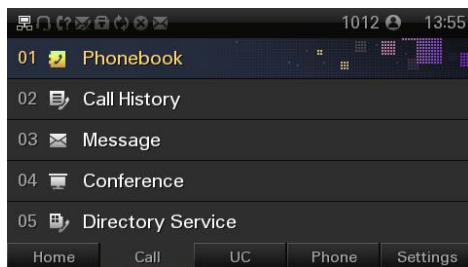 1012 13:55
01 Phonebook
02 Call History
03 Message
04 Conference
05 Directory Service
Home Call UC Phone Settings